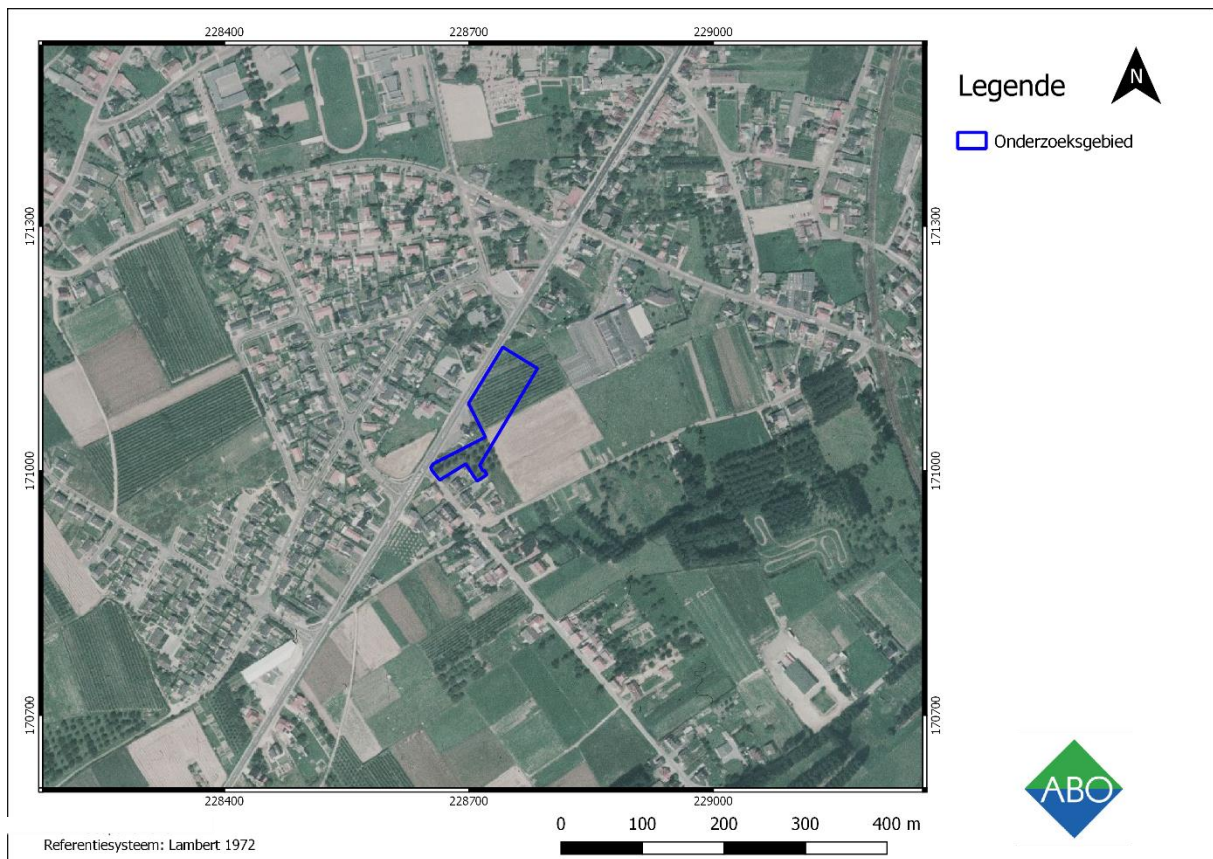 228400 228700 229000
Legende
N
Onderzoeksgebied
171300 171300
171000 171000
170700 170700
228400 228700 229000
ABO
0 100 200 300 400 m
Referentiesysteem: Lambert 1972